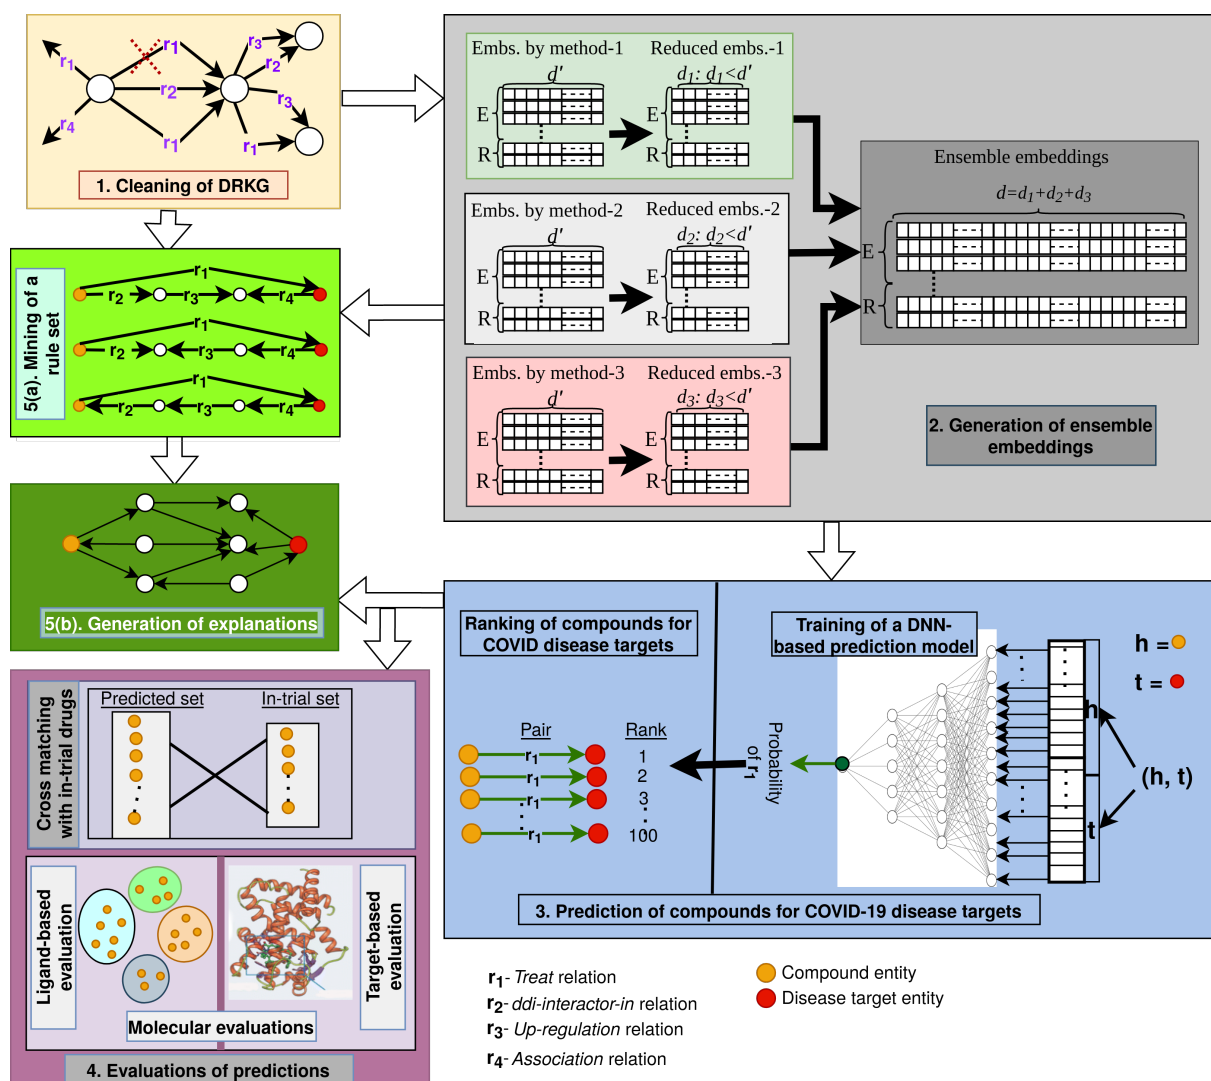 r1
r4
r1
r2
r1
r3
r2
r3
r1
1. Cleaning of DRKG
Embs. by method-1
Reduced embs.-1
d'
d1: d1<d'
E
R
E
R
Embs. by method-2
Reduced embs.-2
d'
d2: d2<d'
E
R
E
R
Embs. by method-3
Reduced embs.-3
d'
d3: d3<d'
E
R
E
R
Ensemble embeddings
d=d1+d2+d3
E
R
2. Generation of ensemble
embeddings
5(a). Mining of a
rule set
r1
r2 r3 r4
r1
r2 r3 r4
r1
r2 r3 r4
5(b). Generation of explanations
Ranking of compounds for
COVID disease targets
Pair
Rank
r1
1
r1
2
r1
3
r1
100
Training of a DNN-
based prediction model
Probability
of r1
h
t
h =
t =
(h, t)
3. Prediction of compounds for COVID-19 disease targets
Cross matching
with in-trial drugs
Predicted set
In-trial set
Ligand-based
evaluation
Target-based
evaluation
Molecular evaluations
4. Evaluations of predictions
r1- Treat relation
r2- ddi-interactor-in relation
r3- Up-regulation relation
r4- Association relation
Compound entity
Disease target entity